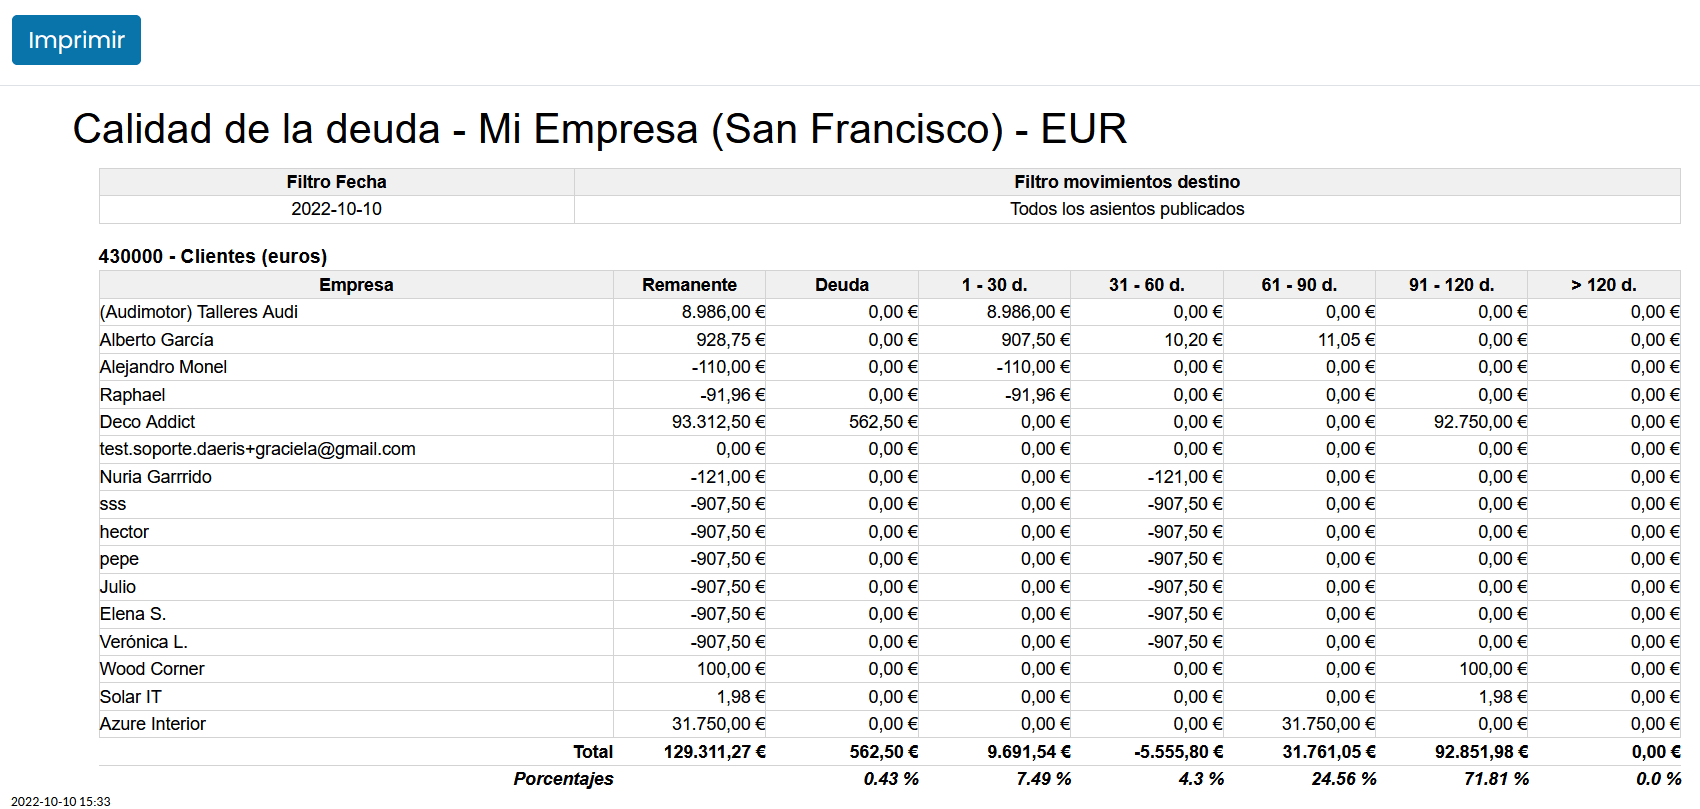 Imprimir
Calidad de la deuda - Mi Empresa (San Francisco) - EUR
Filtro Fecha Filtro movimientos destino
2022-10-10 Todos los asientos publicados
430000 - Clientes (euros)
Empresa Remanente Deuda 1 - 30 d. 31 - 60 d. 61 - 90 d. 91 - 120 d. > 120 d.
(Audimotor) Talleres Audi 8.986,00 € 0,00 € 8.986,00 € 0,00 € 0,00 € 0,00 € 0,00 €
Alberto García 928,75 € 0,00 € 907,50 € 10,20 € 11,05 € 0,00 € 0,00 €
Alejandro Monel -110,00 € 0,00 € -110,00 € 0,00 € 0,00 € 0,00 € 0,00 €
Raphael -91,96 € 0,00 € -91,96 € 0,00 € 0,00 € 0,00 € 0,00 €
Deco Addict 93.312,50 € 562,50 € 0,00 € 0,00 € 0,00 € 92.750,00 € 0,00 €
test.soporte.daeris+graciela@gmail.com 0,00 € 0,00 € 0,00 € 0,00 € 0,00 € 0,00 € 0,00 €
Nuria Garrrido -121,00 € 0,00 € 0,00 € -121,00 € 0,00 € 0,00 € 0,00 €
sss -907,50 € 0,00 € 0,00 € -907,50 € 0,00 € 0,00 € 0,00 €
hector -907,50 € 0,00 € 0,00 € -907,50 € 0,00 € 0,00 € 0,00 €
pepe -907,50 € 0,00 € 0,00 € -907,50 € 0,00 € 0,00 € 0,00 €
Julio -907,50 € 0,00 € 0,00 € -907,50 € 0,00 € 0,00 € 0,00 €
Elena S. -907,50 € 0,00 € 0,00 € -907,50 € 0,00 € 0,00 € 0,00 €
Verónica L. -907,50 € 0,00 € 0,00 € -907,50 € 0,00 € 0,00 € 0,00 €
Wood Corner 100,00 € 0,00 € 0,00 € 0,00 € 0,00 € 100,00 € 0,00 €
Solar IT 1,98 € 0,00 € 0,00 € 0,00 € 0,00 € 1,98 € 0,00 €
Azure Interior 31.750,00 € 0,00 € 0,00 € 0,00 € 31.750,00 € 0,00 € 0,00 €
Total 129.311,27 € 562,50 € 9.691,54 € -5.555,80 € 31.761,05 € 92.851,98 € 0,00 €
Porcentajes 0.43 % 7.49 % 4.3 % 24.56 % 71.81 % 0.0 %
2022-10-10 15:33